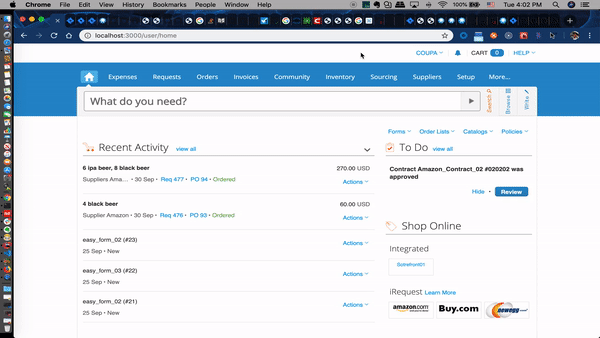 Chrome File Edit View History Bookmarks People Window Help 100% Tue 4:02 PM
localhost:3000/user/home
COUPA CART 0 HELP
Expenses Requests Orders Invoices Community Inventory Sourcing Suppliers Setup More...
What do you need?
Search
Browse
Write
Forms Order Lists Catalogs Policies
Recent Activity view all
To Do view all
6 ipa beer, 8 black beer 270.00 USD
Suppliers Ama... • 30 Sep • Req 477 • PO 94 • Ordered Actions
Contract Amazon_Contract_02 #020202 was
approved
Hide • Review
4 black beer 60.00 USD
Supplier Amazon • 30 Sep • Req 476 • PO 93 • Ordered Actions
Shop Online
easy_form_02 (#23) Actions
25 Sep • New
Integrated
easy_form_03 (#22) Actions
25 Sep • New
iRequest Learn More
easy_form_02 (#21) Actions
25 Sep • New
amazon.com Buy.com newegg.com